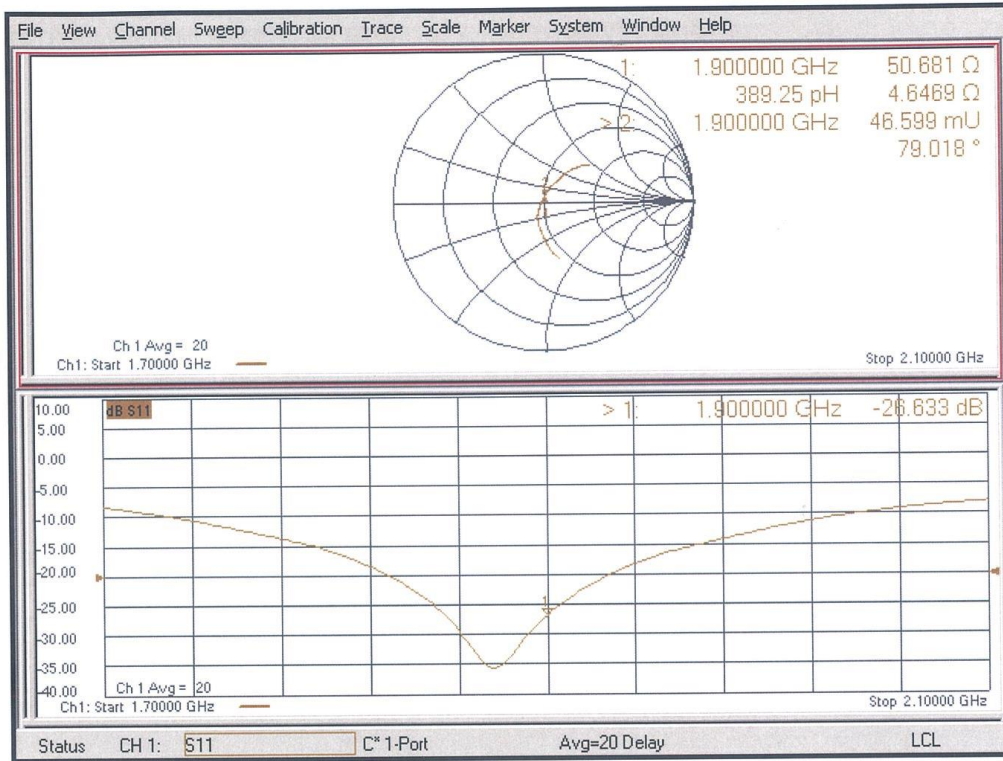 File View Channel Sweep Calibration Trace Scale Marker System Window Help
1: 1.900000 GHz 50.681 Ω
389.25 pH 4.6469 Ω
> 2: 1.900000 GHz 46.599 mU
79.018 °
Ch 1 Avg = 20
Ch1: Start 1.70000 GHz Stop 2.10000 GHz
10.00 dB S11 > 1: 1.900000 GHz -26.633 dB
5.00
0.00
-5.00
-10.00
-15.00
-20.00
-25.00 1
-30.00
-35.00
-40.00 Ch 1 Avg = 20
Ch1: Start 1.70000 GHz Stop 2.10000 GHz
Status CH 1: S11 C* 1-Port Avg=20 Delay LCL